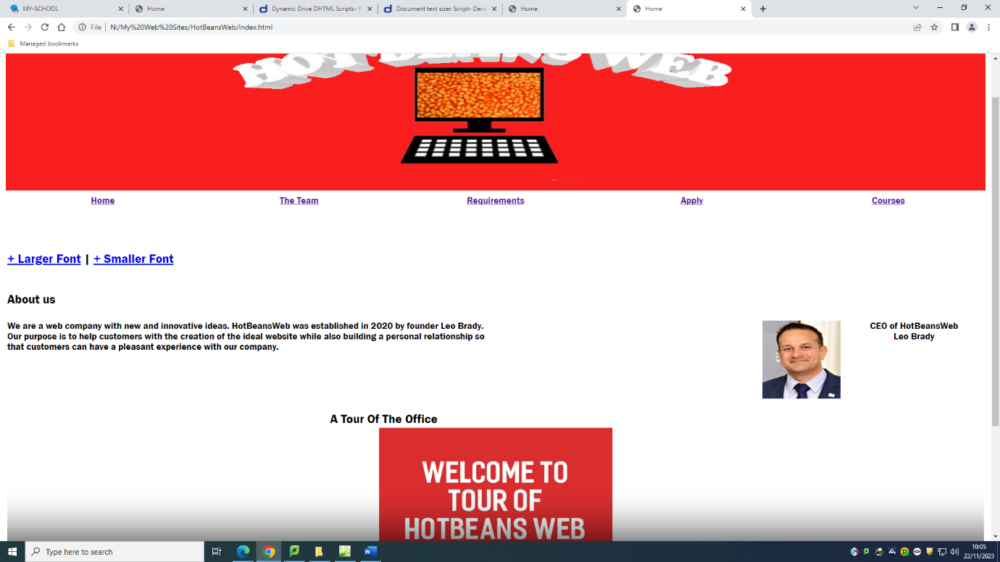 MY-SCHOOL
Home
Dynamic Drive DHTML Scripts-
Document text sizer Script- Deve
Home
Home
File | N:/My%20Web%20Sites/HotBeansWeb/Index.html
Managed bookmarks
HOT BEANS WEB
Home
The Team
Requirements
Apply
Courses
+ Larger Font | + Smaller Font
About us
We are a web company with new and innovative ideas. HotBeansWeb was established in 2020 by founder Leo Brady.
Our purpose is to help customers with the creation of the ideal website while also building a personal relationship so
that customers can have a pleasant experience with our company.
CEO of HotBeansWeb
Leo Brady
A Tour Of The Office
WELCOME TO
TOUR OF
HOTBEANS WEB
Type here to search
10:05
22/11/2023